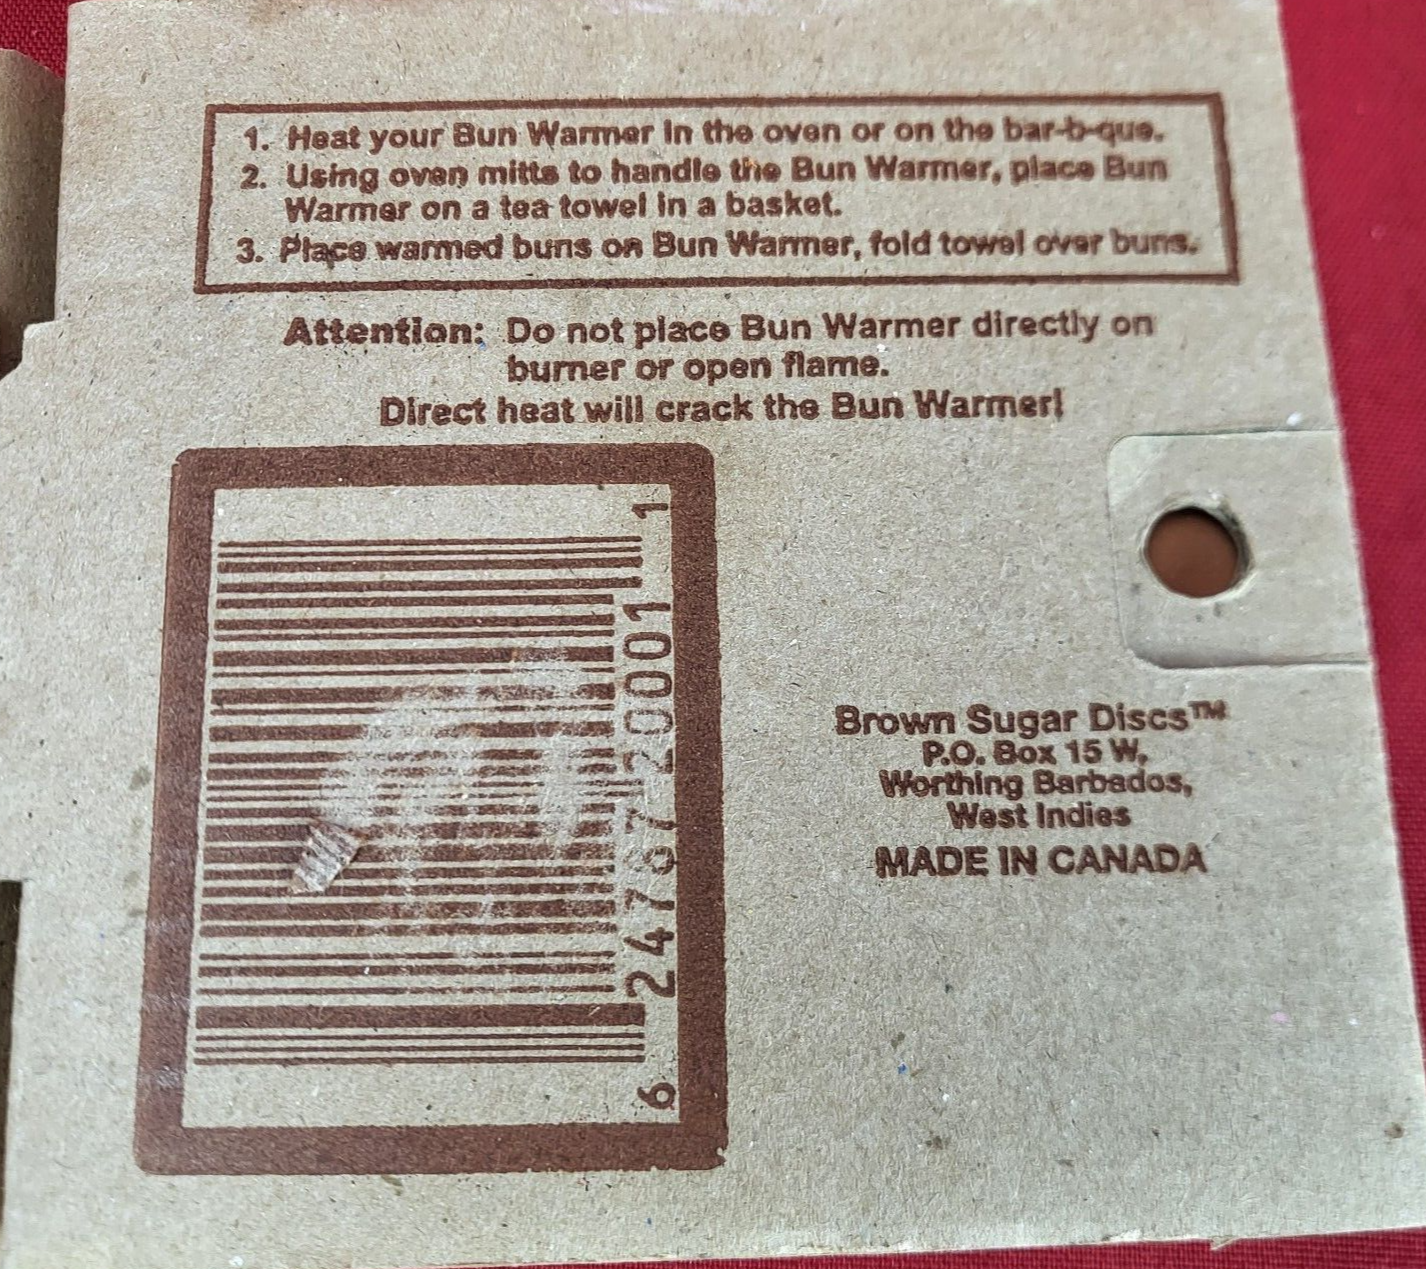 1. Heat your Bun Warmer in the oven or on the bar-b-que.
2. Using oven mitts to handle the Bun Warmer, place Bun
Warmer on a tea towel in a basket.
3. Place warmed buns on Bun Warmer, fold towel over buns.
Attention: Do not place Bun Warmer directly on
burner or open flame.
Direct heat will crack the Bun Warmer!
6 24787 20001 1
Brown Sugar Discs™
P.O. Box 15 W,
Worthing Barbados,
West Indies
MADE IN CANADA